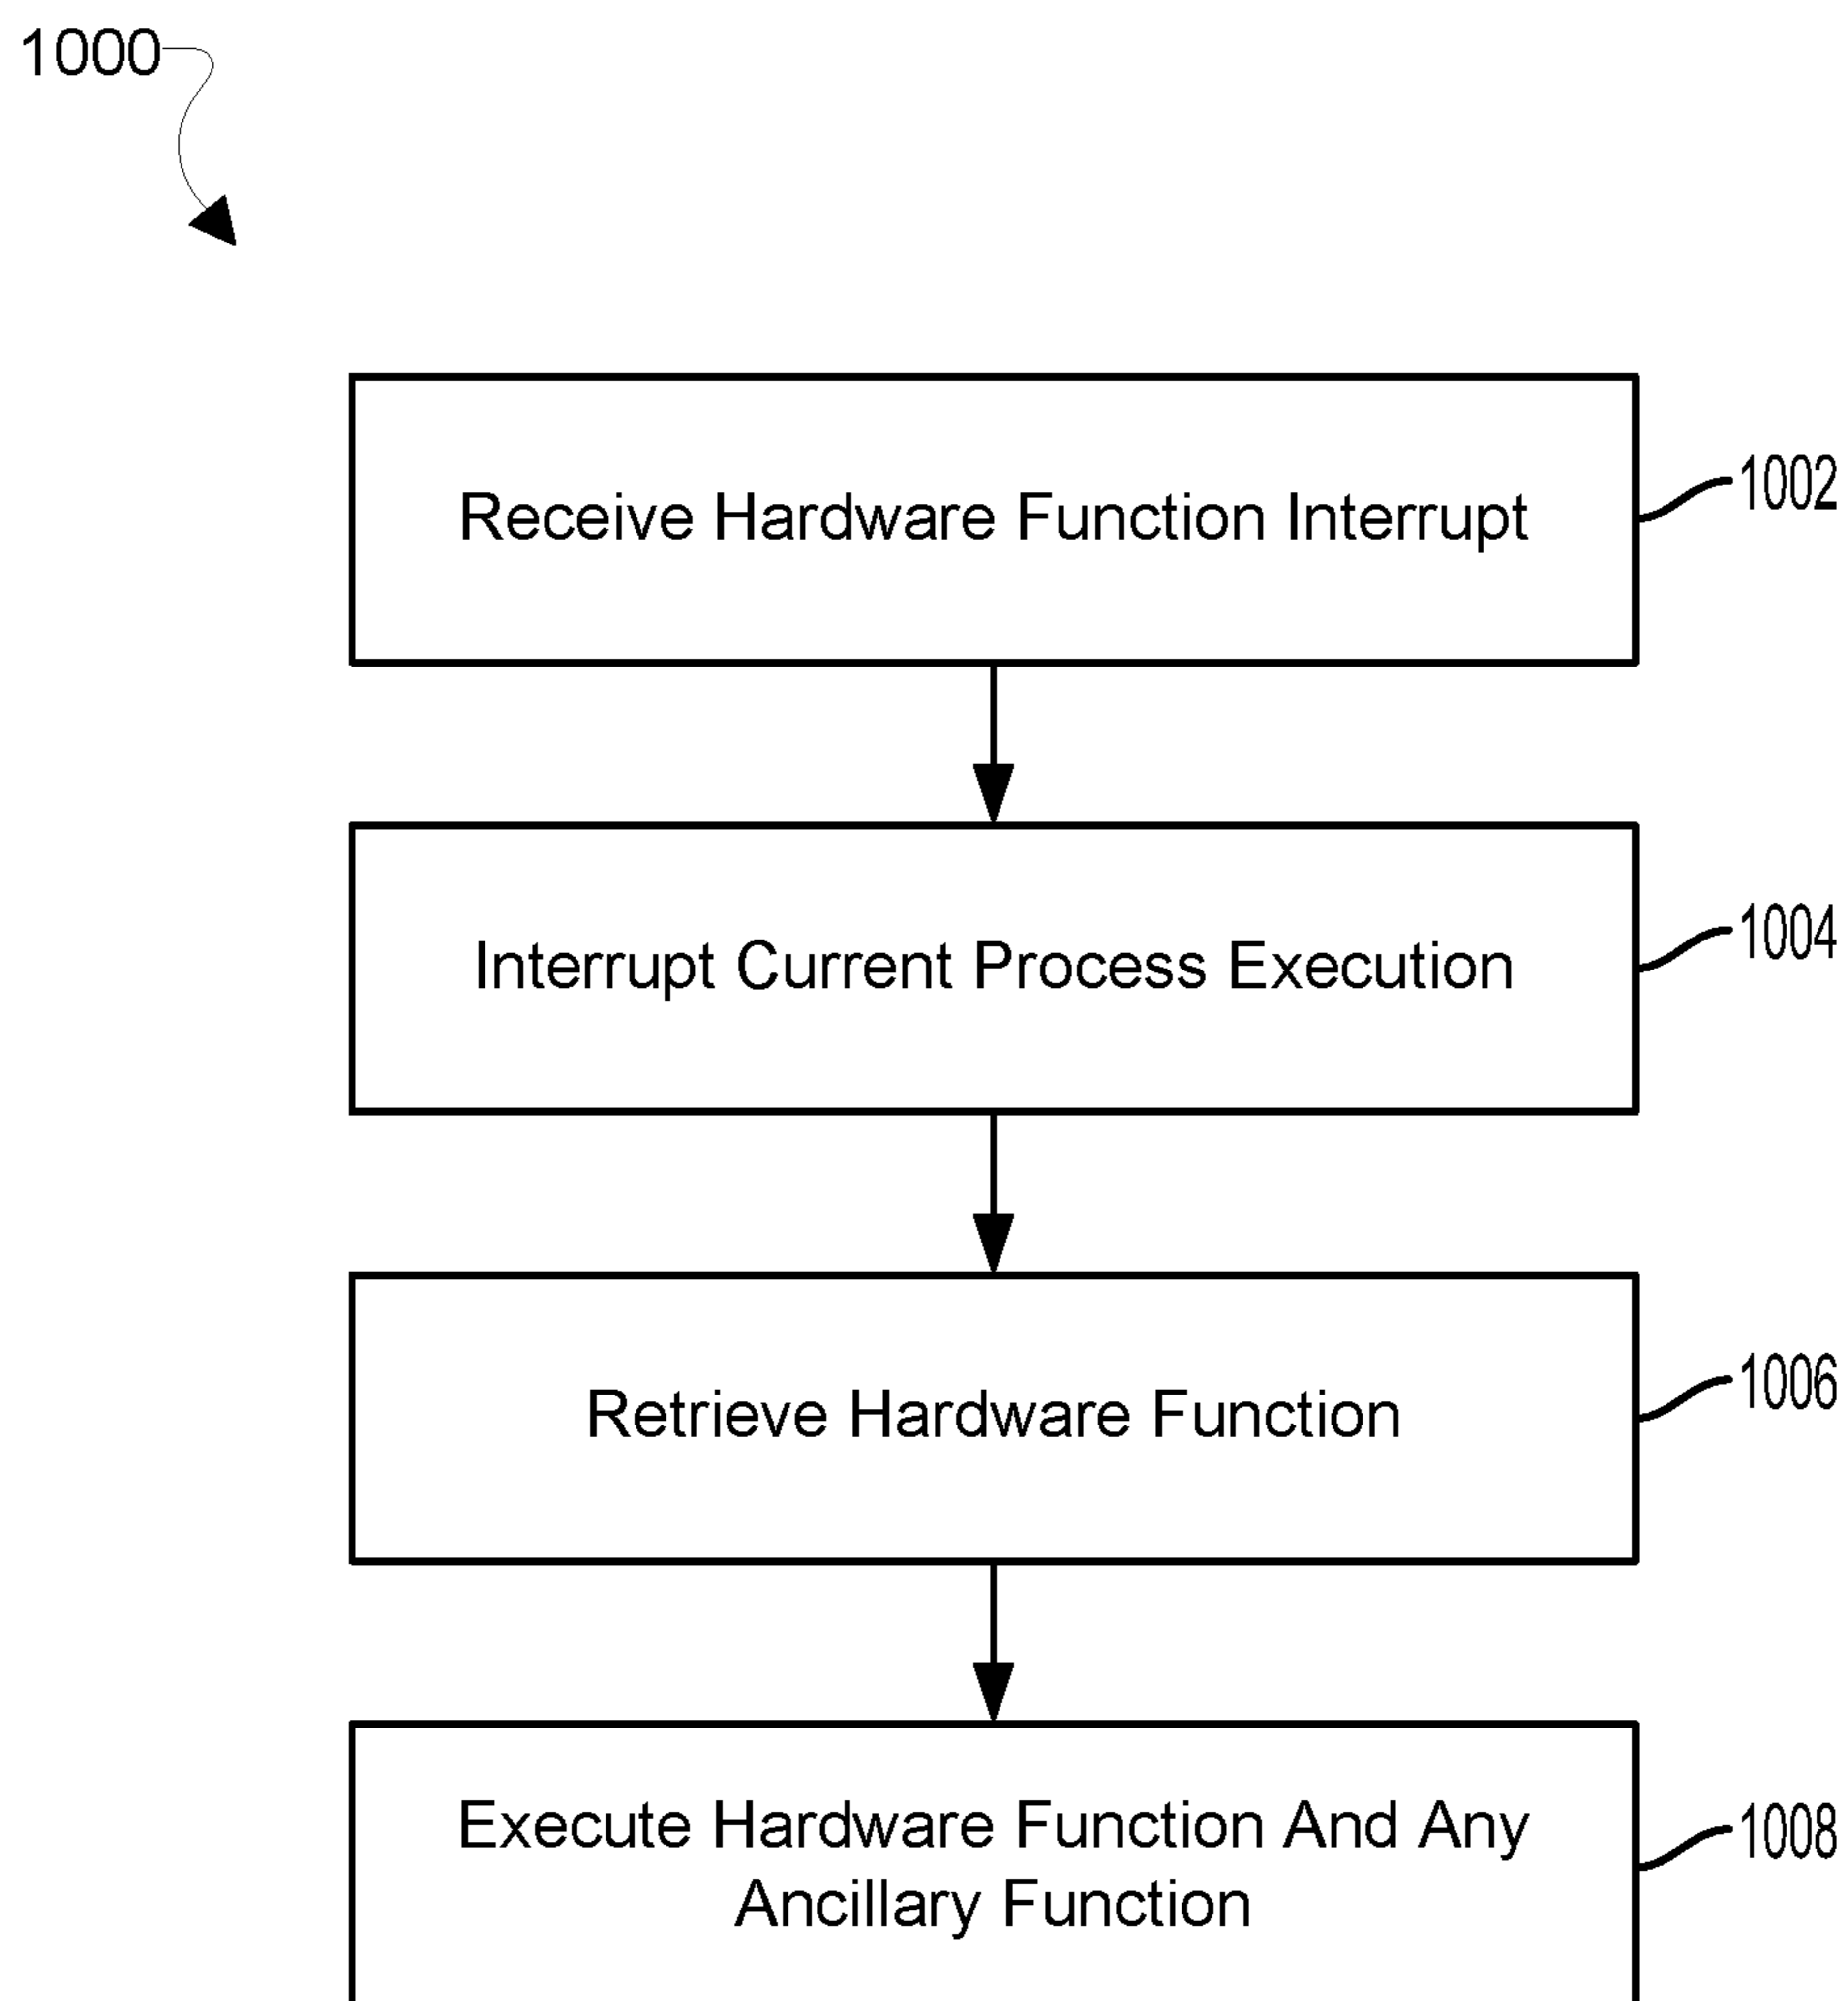 1000
Receive Hardware Function Interrupt
1002
Interrupt Current Process Execution
1004
Retrieve Hardware Function
1006
Execute Hardware Function And Any
Ancillary Function
1008